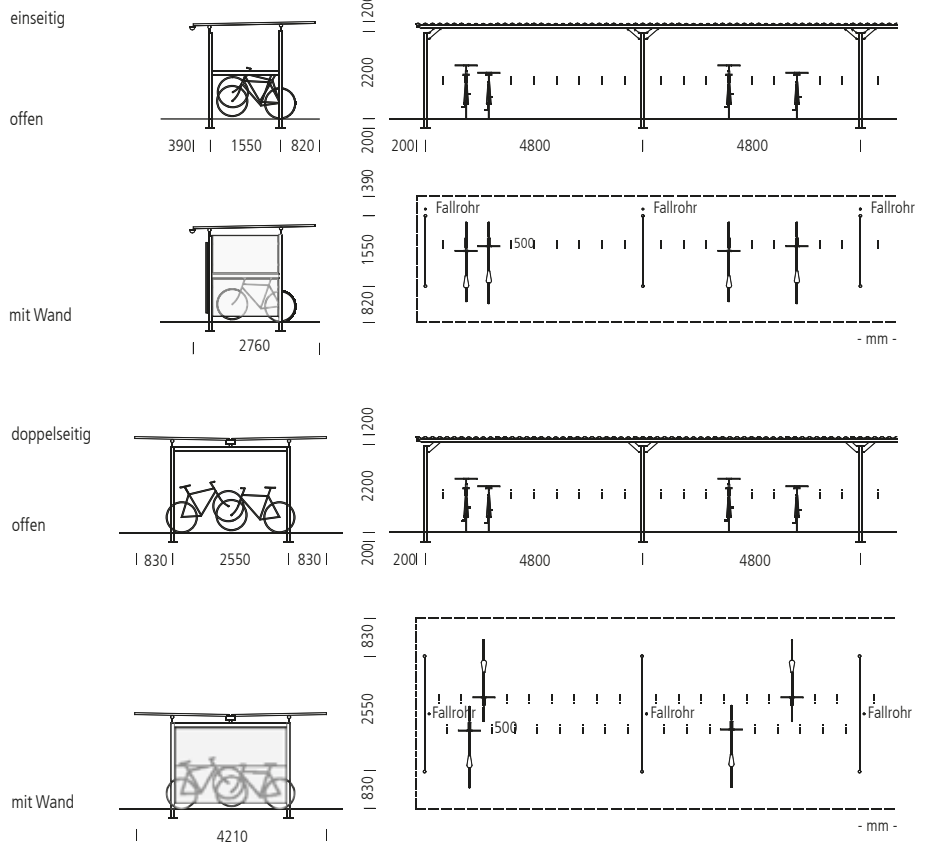 einseitig
offen
390 1550 820
200
2200
200
200 4800 4800
mit Wand
2760
390
1550
820
Fallrohr Fallrohr Fallrohr
500
- mm -
doppelseitig
offen
830 2550 830
200
2200
200
200 4800 4800
mit Wand
4210
830
2550
830
Fallrohr Fallrohr Fallrohr
500
- mm -